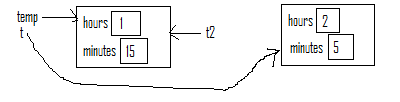 temp
t
hours 1
minutes 15
t2
hours 2
minutes 5